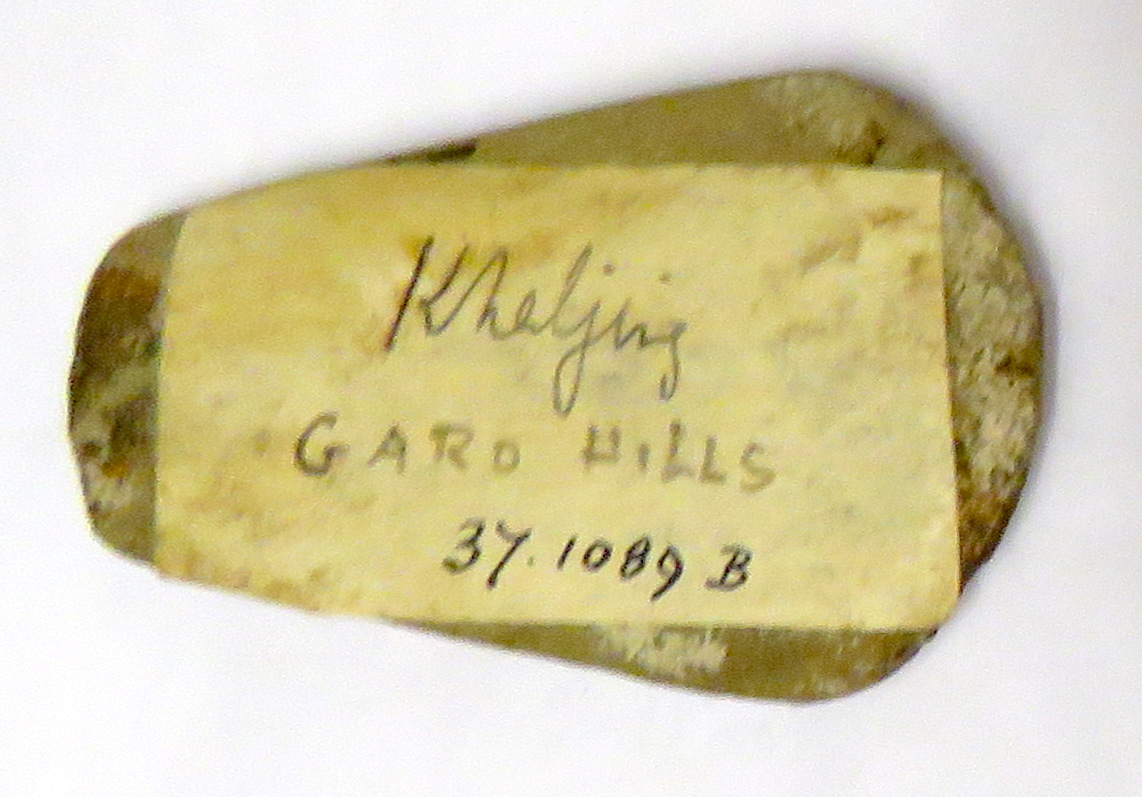 Kheljing
GARO HILLS
37.1089 B